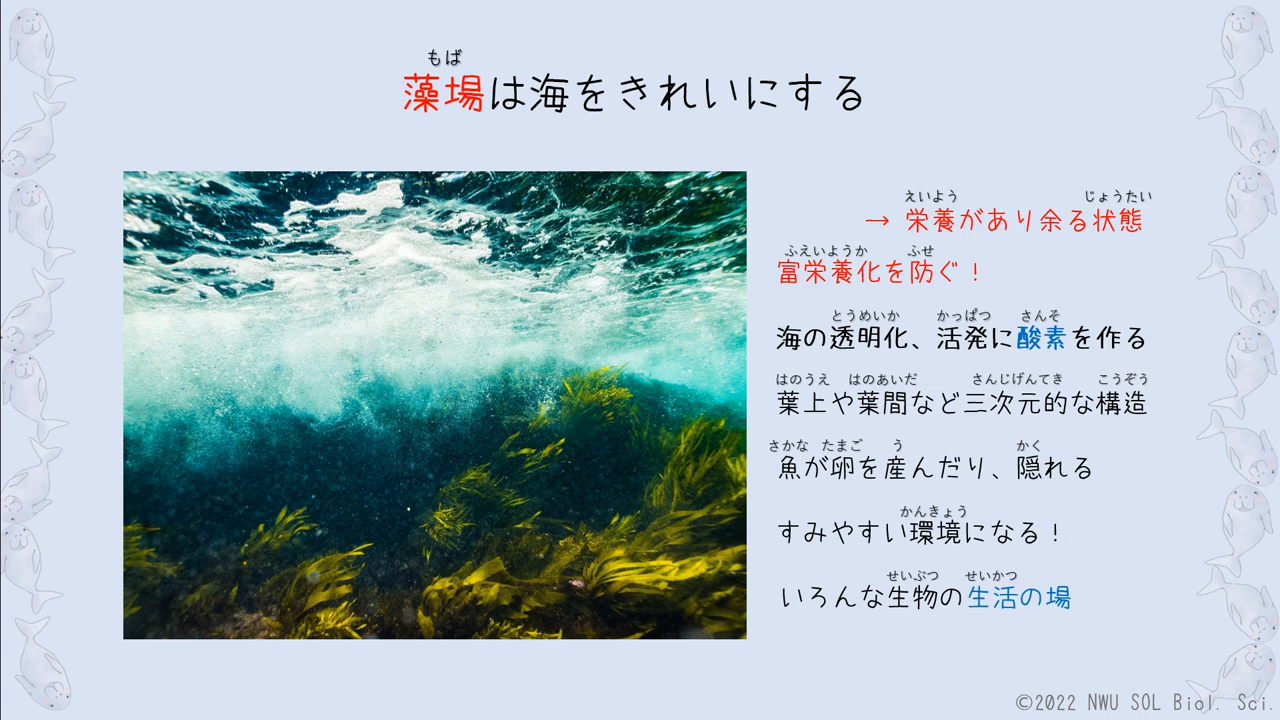 もば
藻場は海をきれいにする
えいよう じょうたい
→ 栄養があり余る状態
ふえいようか ふせ
富栄養化を防ぐ！
とうめいか かっぱつ さんそ
海の透明化、活発に酸素を作る
はのうえ はのあいだ さんじげんてき こうぞう
葉上や葉間など三次元的な構造
さかな たまご う かく
魚が卵を産んだり、隠れる
かんきょう
すみやすい環境になる！
せいぶつ せいかつ
いろんな生物の生活の場
©2022 NWU SOL Biol. Sci.